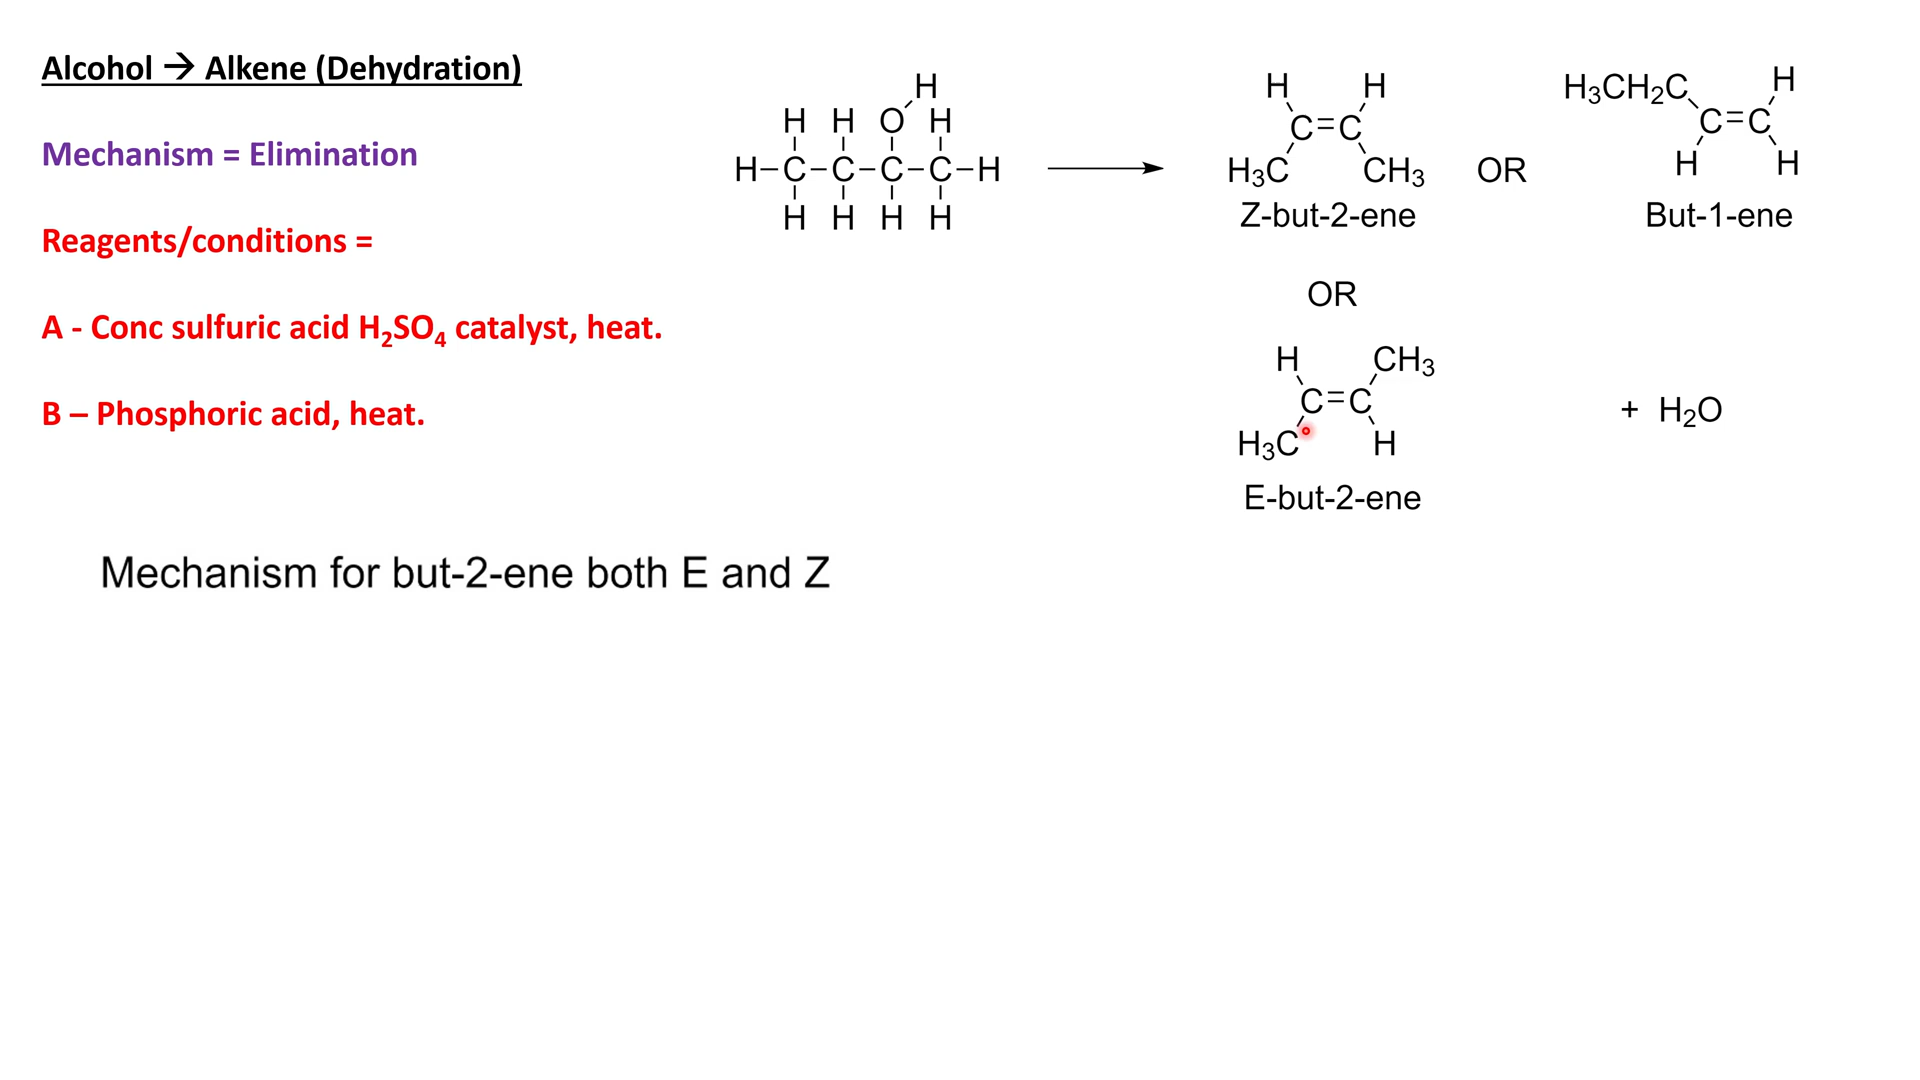 Alcohol → Alkene (Dehydration)
Mechanism = Elimination
Reagents/conditions =
A - Conc sulfuric acid H₂SO₄ catalyst, heat.
B – Phosphoric acid, heat.
H
H H O H
H–C–C–C–C–H
H H H H
H H
C=C
H₃C CH₃
Z-but-2-ene
OR
H₃CH₂C H
C=C
H H
But-1-ene
OR
H CH₃
C=C
H₃C H
E-but-2-ene
+ H₂O
Mechanism for but-2-ene both E and Z